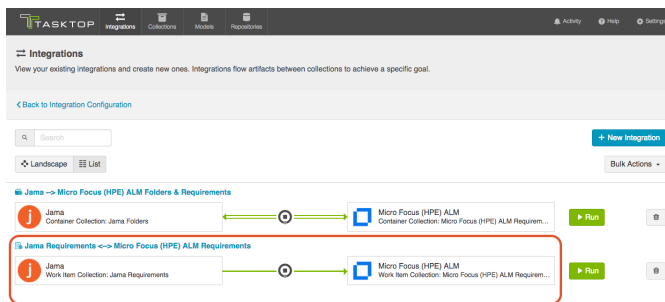 TASKTOP
Integrations
Collections
Models
Repositories
Activity
Help
Settings
Integrations
View your existing integrations and create new ones. Integrations flow artifacts between collections to achieve a specific goal.
Back to Integration Configuration
Search
+ New Integration
Landscape
List
Bulk Actions
Jama --> Micro Focus (HPE) ALM Folders & Requirements
Jama
Container Collection: Jama Folders
Micro Focus (HPE) ALM
Container Collection: Micro Focus (HPE) ALM Requirem...
Run
Jama Requirements <--> Micro Focus (HPE) ALM Requirements
Jama
Work Item Collection: Jama Requirements
Micro Focus (HPE) ALM
Work Item Collection: Micro Focus (HPE) ALM Requirem...
Run